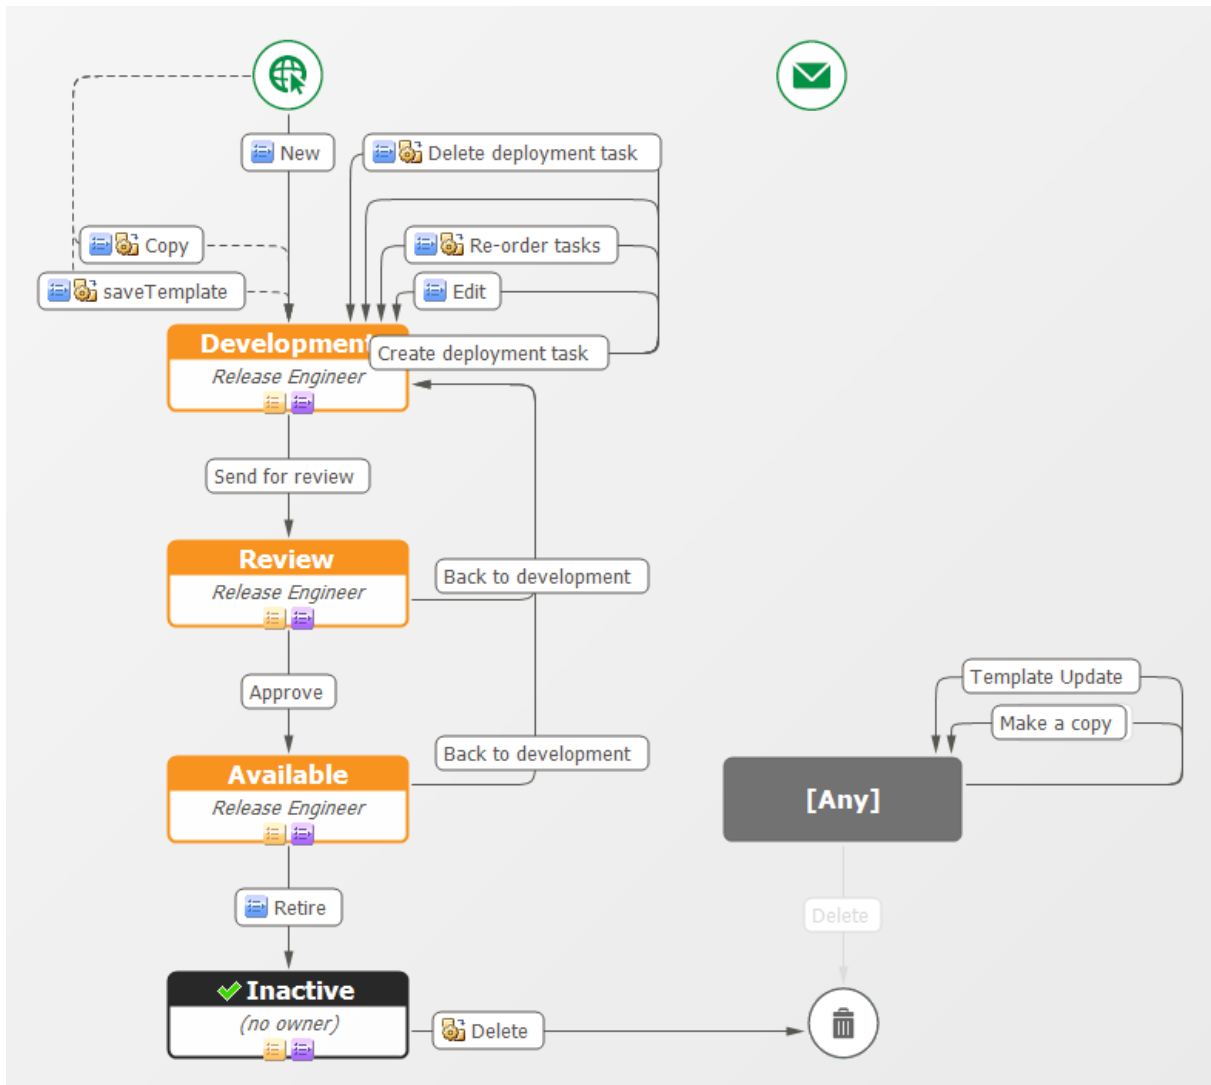 New
Delete deployment task
Copy
Re-order tasks
saveTemplate
Edit
Development
Create deployment task
Release Engineer
Send for review
Review
Back to development
Release Engineer
Template Update
Approve
Make a copy
Back to development
Available
[Any]
Release Engineer
Retire
Delete
Inactive
(no owner)
Delete